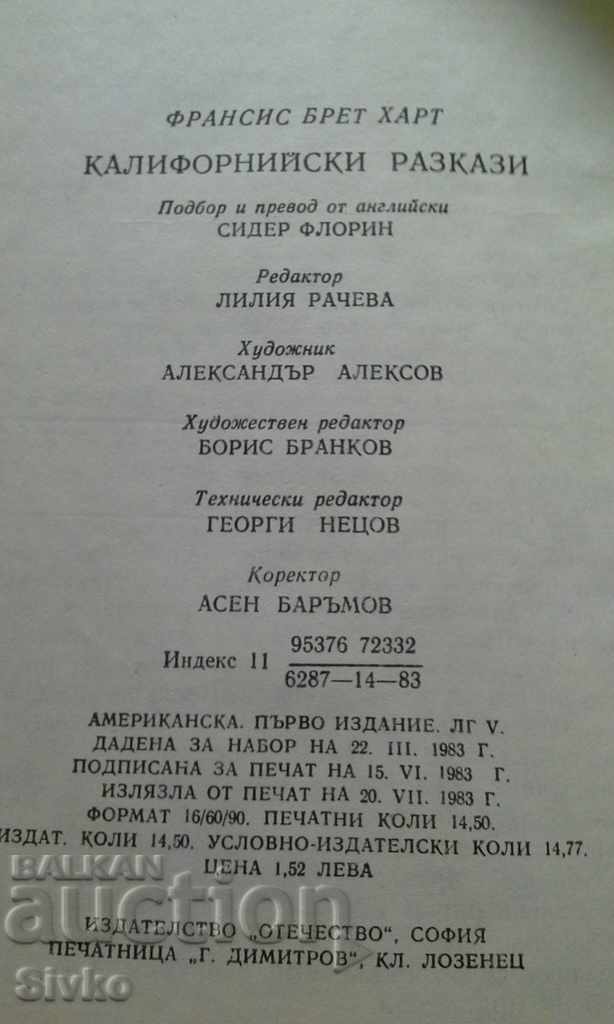 ФРАНСИС БРЕТ ХАРТ
КАЛИФОРНИЙСКИ РАЗКАЗИ
Подбор и превод от английски
СИДЕР ФЛОРИН
Редактор
ЛИЛИЯ РАЧЕВА
Художник
АЛЕКСАНДЪР АЛЕКСОВ
Художествен редактор
БОРИС БРАНКОВ
Технически редактор
ГЕОРГИ НЕЦОВ
Коректор
АСЕН БАРЪМОВ
95376 72332
Индекс 11
6287—14—83
АМЕРИКАНСКА. ПЪРВО ИЗДАНИЕ. ЛГ V.
ДАДЕНА ЗА НАБОР НА 22. III. 1983 Г.
ПОДПИСАНА ЗА ПЕЧАТ НА 15. VI. 1983 Г.
ИЗЛЯЗЛА ОТ ПЕЧАТ НА 20. VII. 1983 Г.
ФОРМАТ 16/60/90. ПЕЧАТНИ КОЛИ 14,50.
ИЗДАТ. КОЛИ 14,50. УСЛОВНО-ИЗДАТЕЛСКИ КОЛИ 14,77.
ЦЕНА 1,52 ЛЕВА
BALKAN
auction
ИЗДАТЕЛСТВО „ОТЕЧЕСТВО“, СОФИЯ
ПЕЧАТНИЦА „Г. ДИМИТРОВ“, КЛ. ЛОЗЕНЕЦ
Sivko